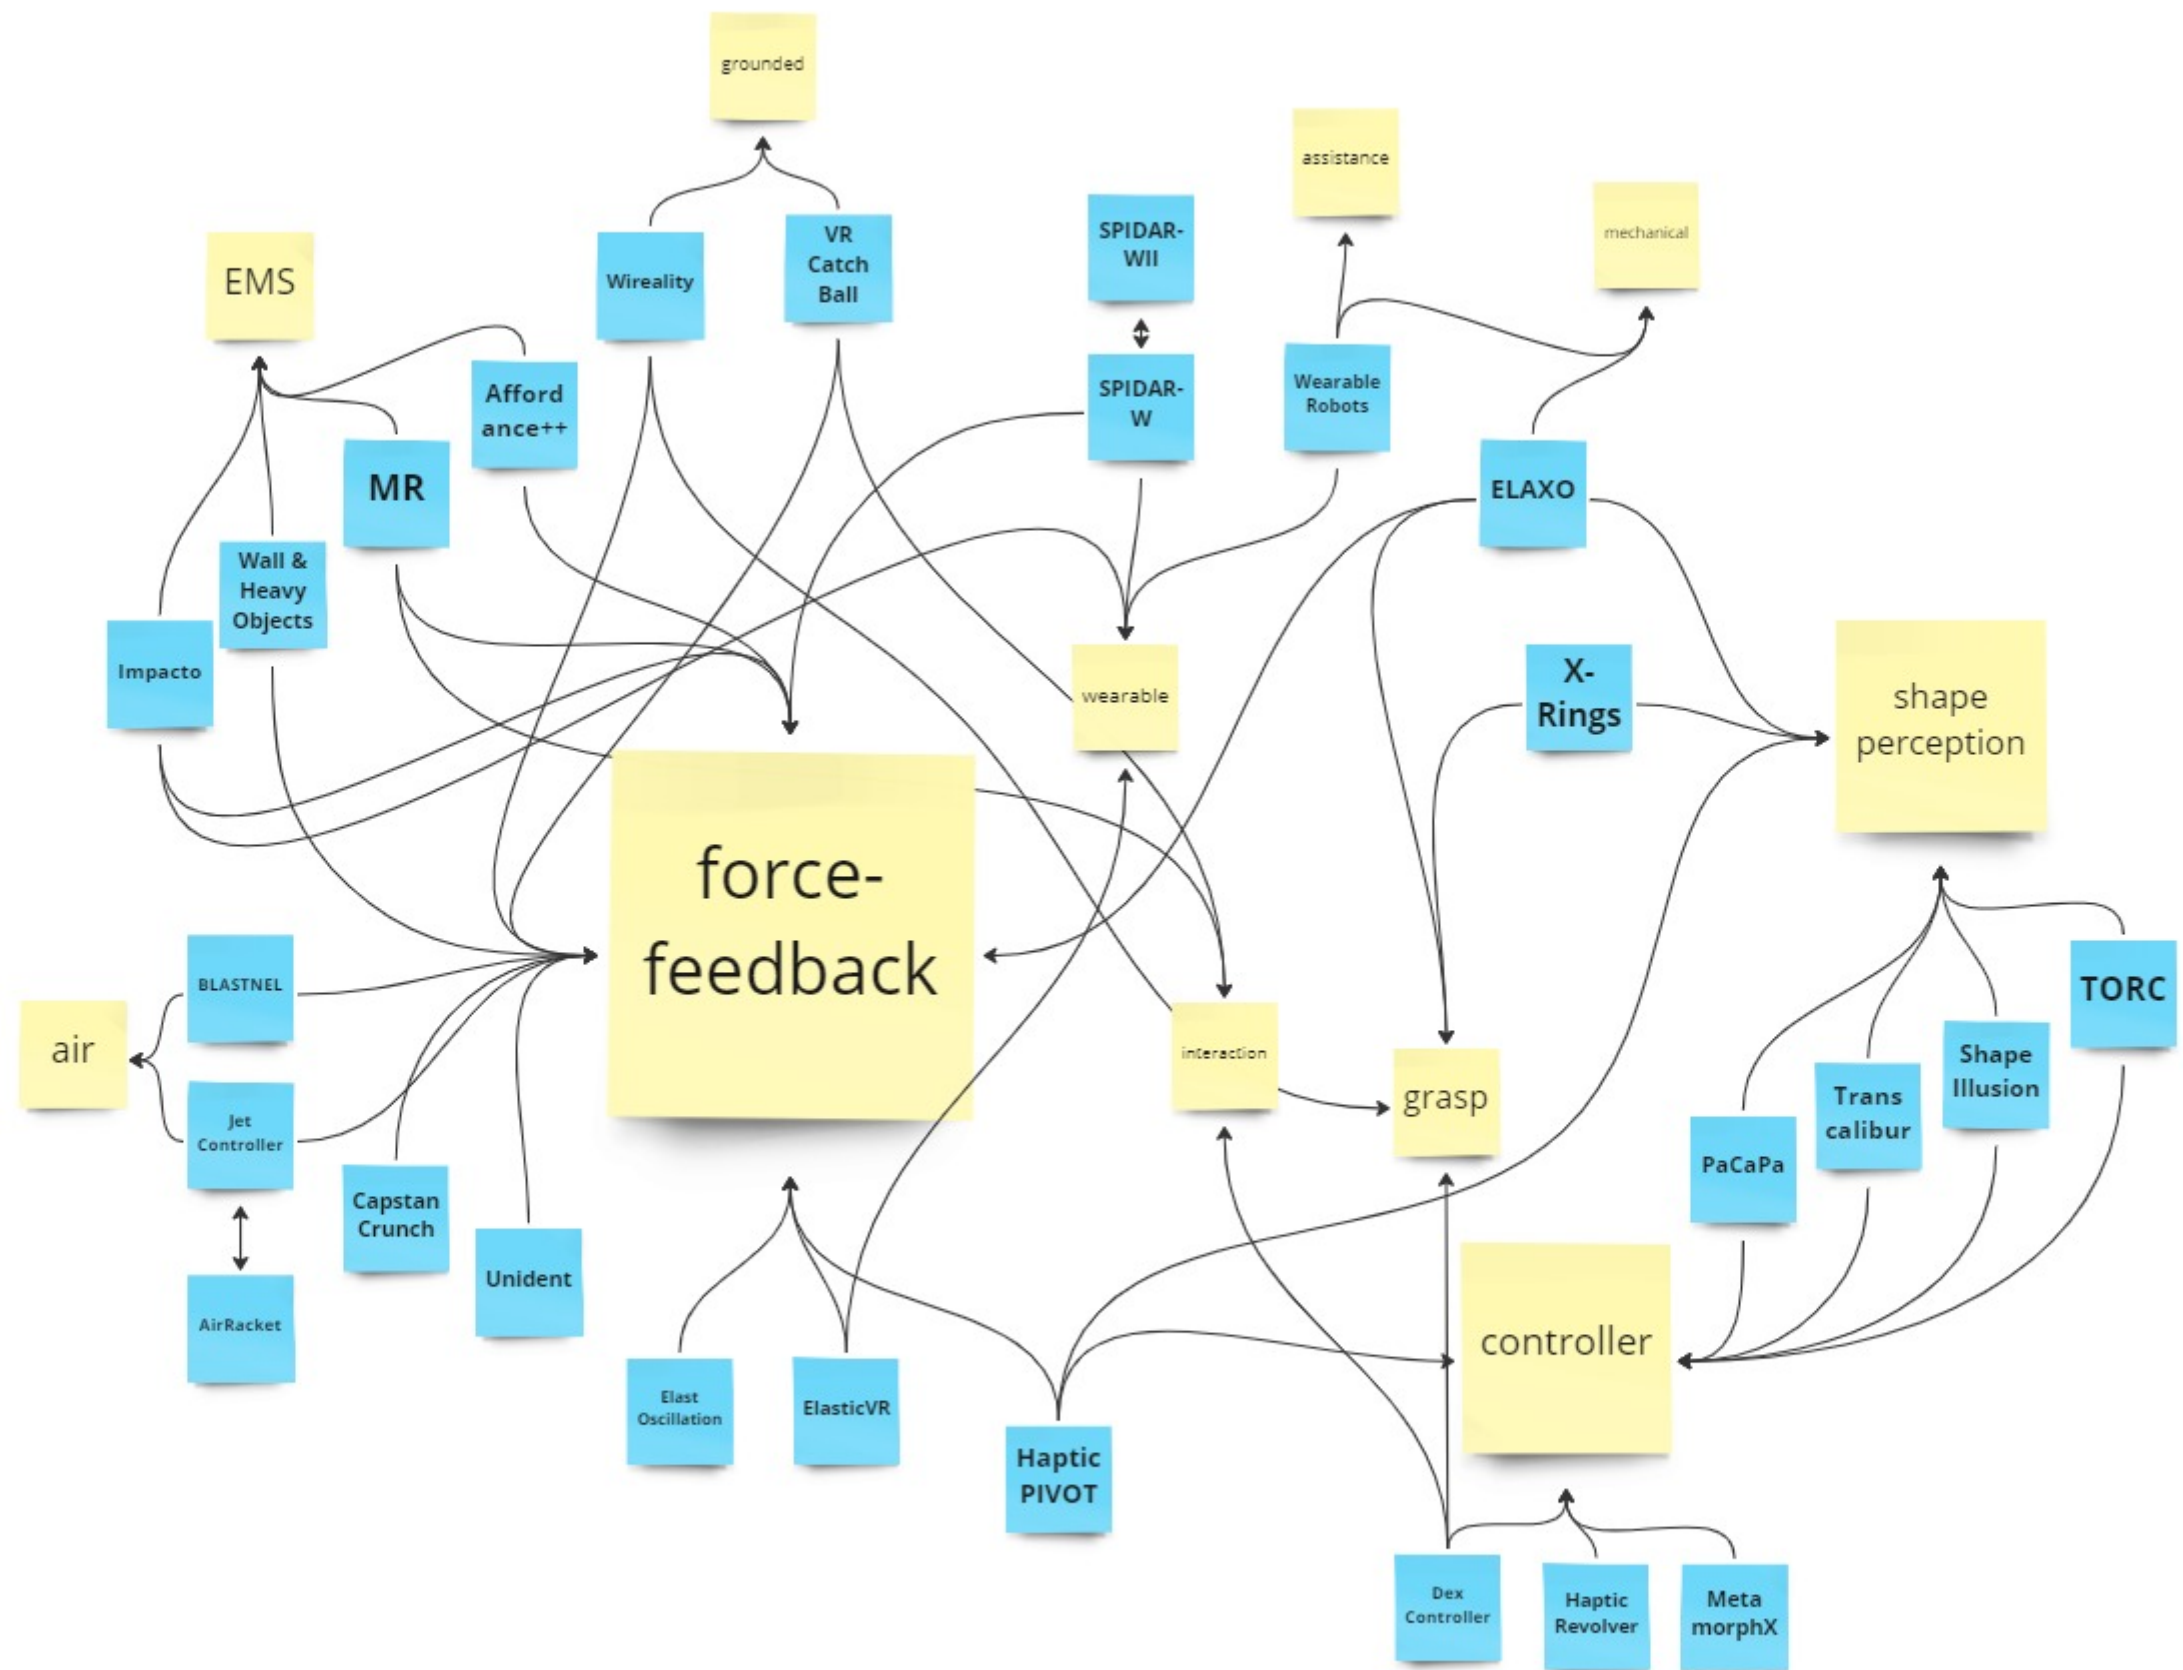 grounded
assistance
mechanical
EMS
Wireality
VR
Catch
Ball
SPIDAR-
WII
SPIDAR-
W
Wearable
Robots
Afford
ance++
MR
ELAXO
Wall &
Heavy
Objects
Impacto
wearable
X-
Rings
shape
perception
force-
feedback
BLASTNEL
air
Jet
Controller
AirRacket
Capstan
Crunch
Unident
interaction
grasp
TORC
Shape
Illusion
Trans
calibur
PaCaPa
controller
Elast
Oscillation
ElasticVR
Haptic
PIVOT
Dex
Controller
Haptic
Revolver
Meta
morphX